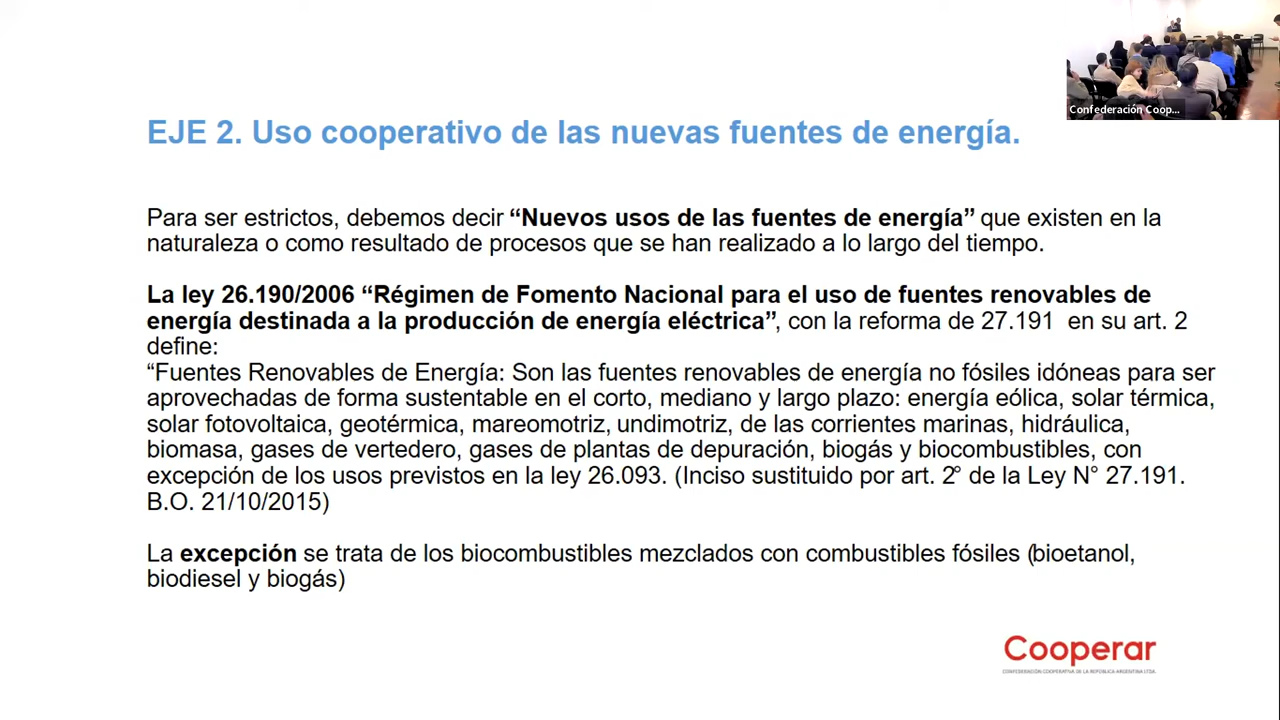 Confederación Coop...
EJE 2. Uso cooperativo de las nuevas fuentes de energía.
Para ser estrictos, debemos decir “Nuevos usos de las fuentes de energía” que existen en la
naturaleza o como resultado de procesos que se han realizado a lo largo del tiempo.
La ley 26.190/2006 “Régimen de Fomento Nacional para el uso de fuentes renovables de
energía destinada a la producción de energía eléctrica”, con la reforma de 27.191 en su art. 2
define:
“Fuentes Renovables de Energía: Son las fuentes renovables de energía no fósiles idóneas para ser
aprovechadas de forma sustentable en el corto, mediano y largo plazo: energía eólica, solar térmica,
solar fotovoltaica, geotérmica, mareomotriz, undimotriz, de las corrientes marinas, hidráulica,
biomasa, gases de vertedero, gases de plantas de depuración, biogás y biocombustibles, con
excepción de los usos previstos en la ley 26.093. (Inciso sustituido por art. 2° de la Ley N° 27.191.
B.O. 21/10/2015)
La excepción se trata de los biocombustibles mezclados con combustibles fósiles (bioetanol,
biodiesel y biogás)
Cooperar
CONFEDERACIÓN COOPERATIVA DE LA REPÚBLICA ARGENTINA LTDA.